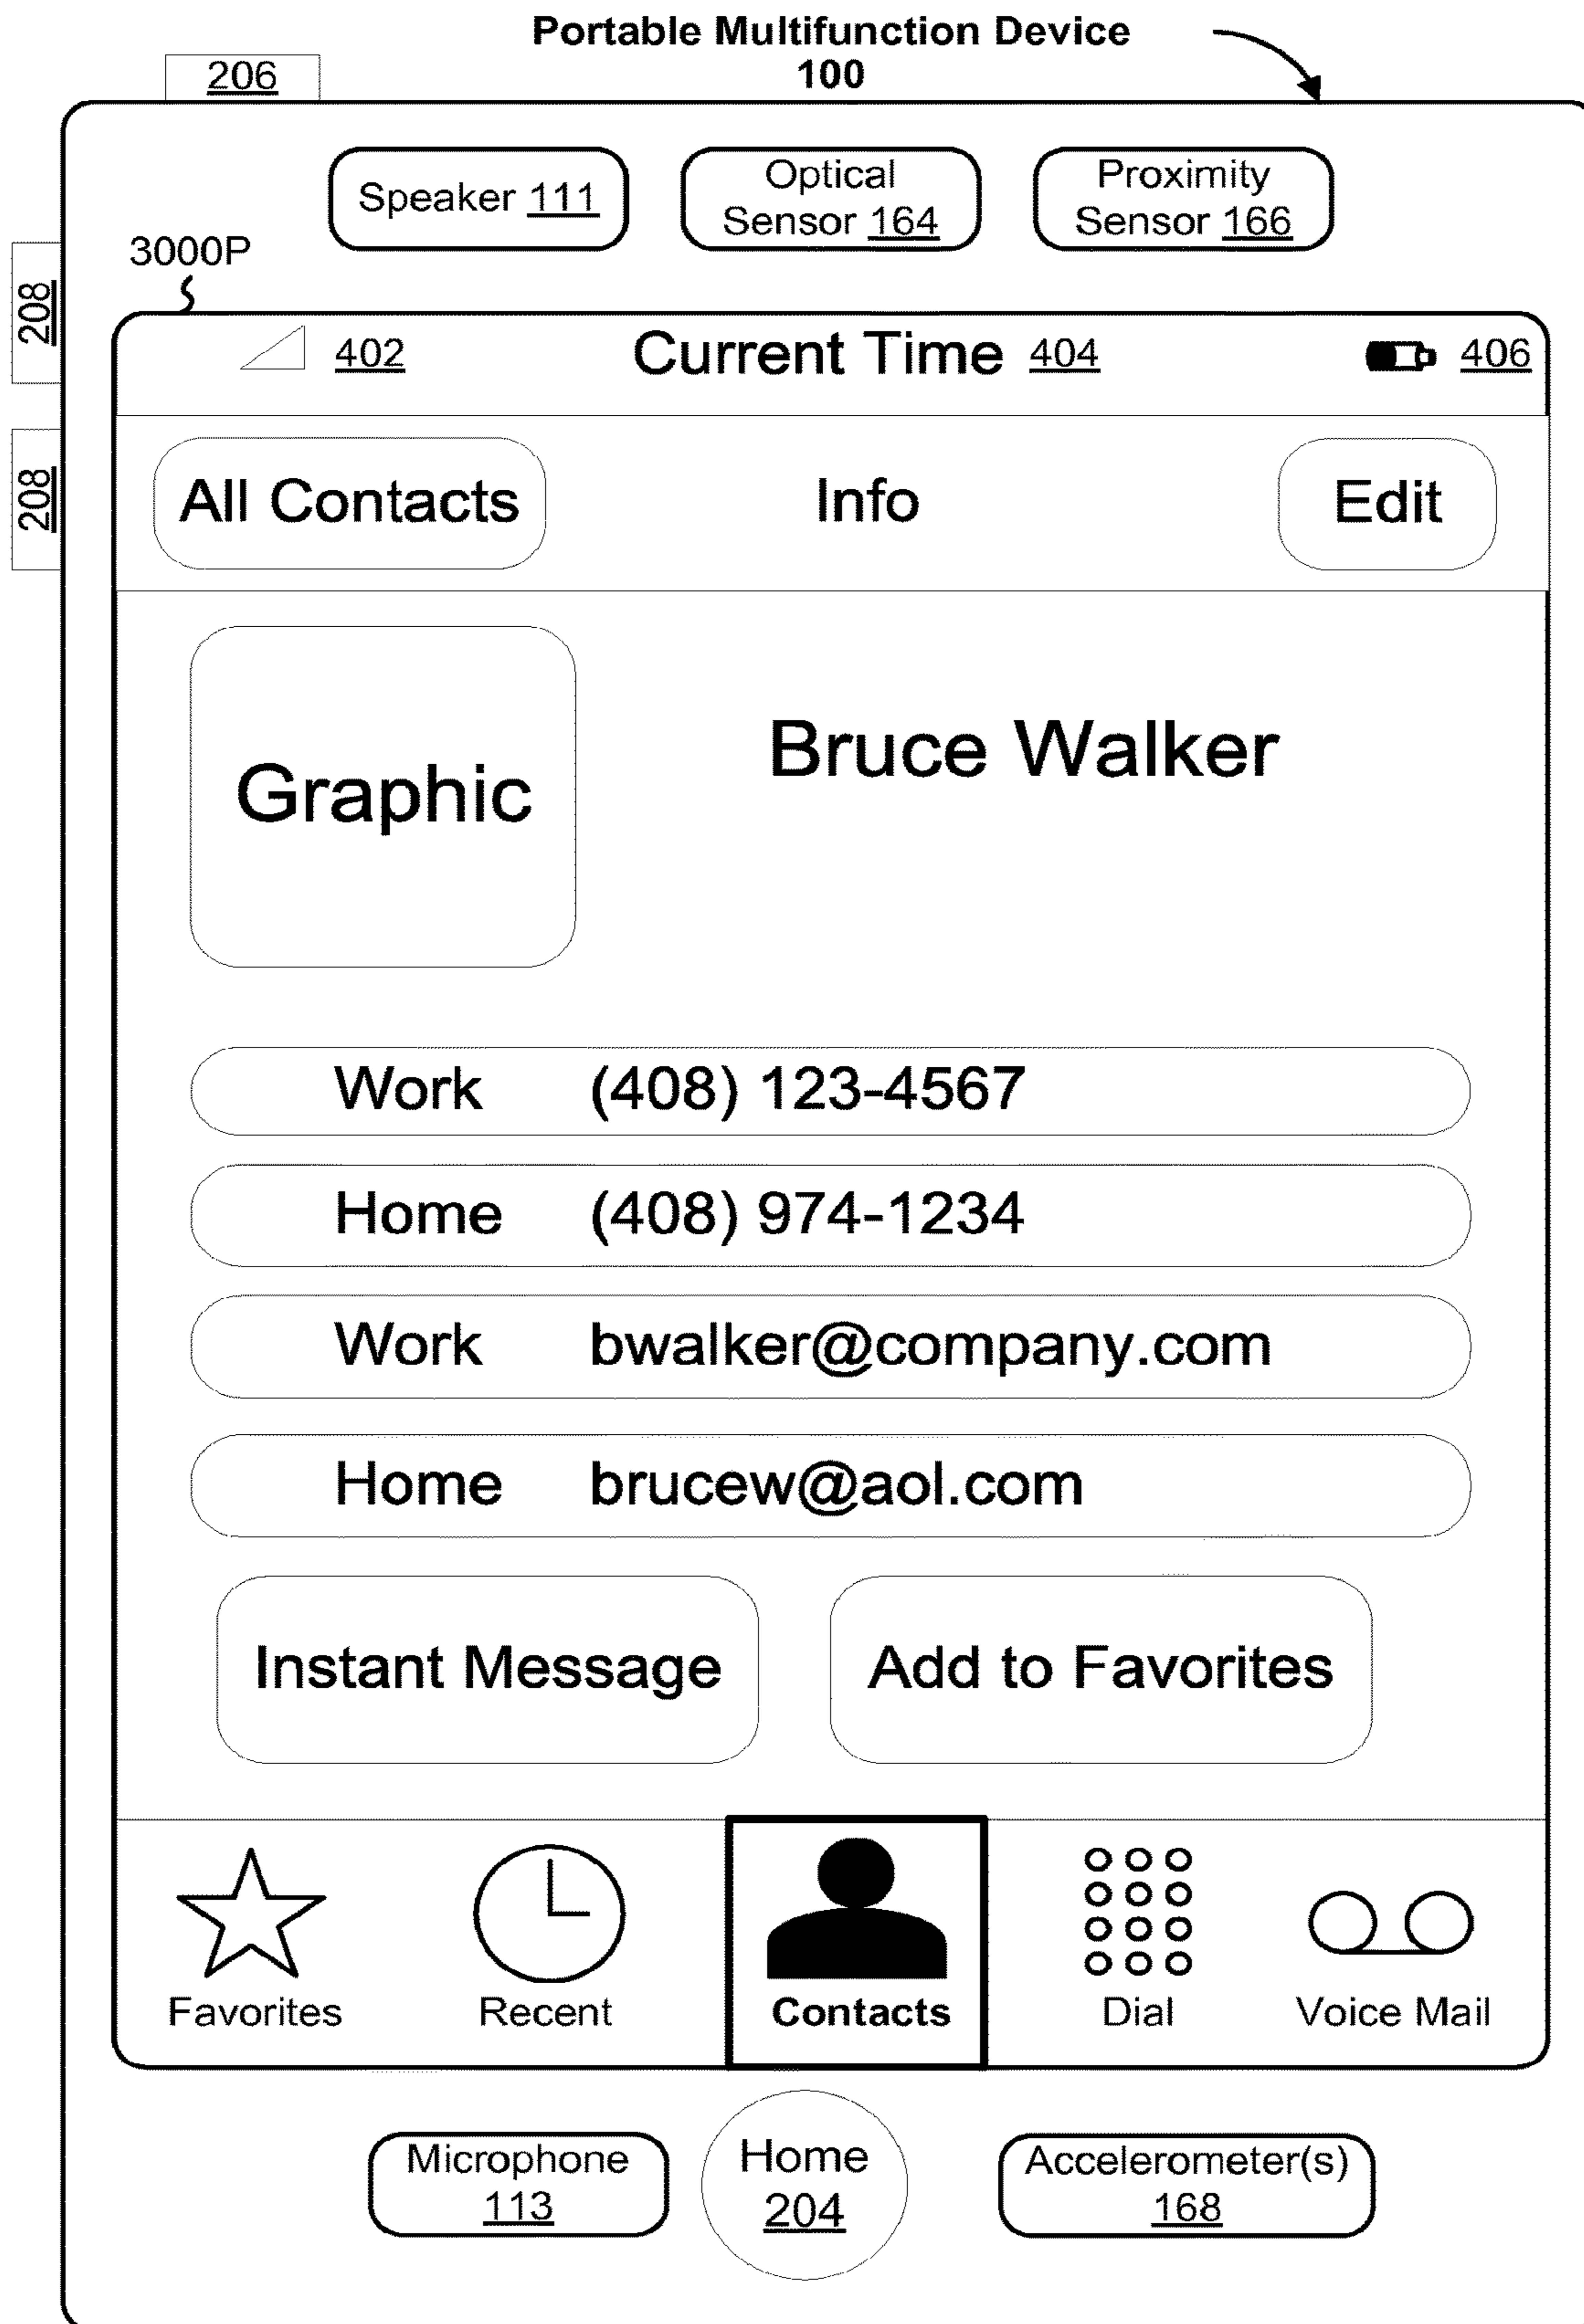 Portable Multifunction Device
100
206
Speaker 111
Optical
Sensor 164
Proximity
Sensor 166
3000P
208
402
Current Time 404
406
208
All Contacts
Info
Edit
Graphic
Bruce Walker
Work (408) 123-4567
Home (408) 974-1234
Work bwalker@company.com
Home brucew@aol.com
Instant Message
Add to Favorites
Favorites
Recent
Contacts
Dial
Voice Mail
Microphone
113
Home
204
Accelerometer(s)
168